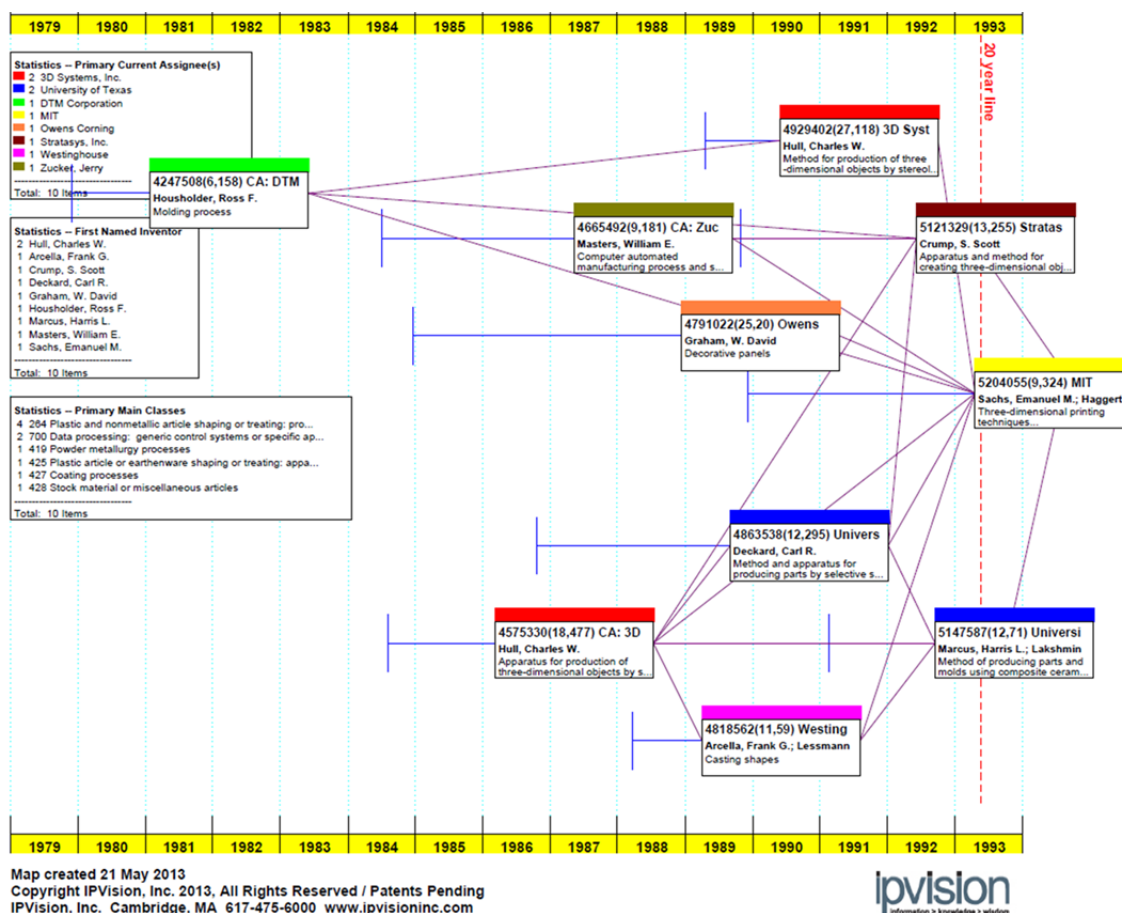 1979 1980 1981 1982 1983 1984 1985 1986 1987 1988 1989 1990 1991 1992 1993
20 year line
Statistics -- Primary Current Assignee(s)
2 3D Systems, Inc.
2 University of Texas
1 DTM Corporation
1 MIT
1 Owens Corning
1 Stratasys, Inc.
1 Westinghouse
1 Zucker, Jerry
--------------------------------
Total: 10 Items
Statistics -- First Named Inventor
2 Hull, Charles W.
1 Arcella, Frank G.
1 Crump, S. Scott
1 Deckard, Carl R.
1 Graham, W. David
1 Housholder, Ross F.
1 Marcus, Harris L.
1 Masters, William E.
1 Sachs, Emanuel M.
--------------------------------
Total: 10 Items
Statistics -- Primary Main Classes
4 264 Plastic and nonmetallic article shaping or treating: pro...
2 700 Data processing: generic control systems or specific ap...
1 419 Powder metallurgy processes
1 425 Plastic article or earthenware shaping or treating: appa...
1 427 Coating processes
1 428 Stock material or miscellaneous articles
--------------------------------
Total: 10 Items
4247508(6,158) CA: DTM
Housholder, Ross F.
Molding process
4929402(27,118) 3D Syst
Hull, Charles W.
Method for production of three
-dimensional objects by stereol...
4665492(9,181) CA: Zuc
Masters, William E.
Computer automated
manufacturing process and s...
5121329(13,255) Stratas
Crump, S. Scott
Apparatus and method for
creating three-dimensional obj...
4791022(25,20) Owens
Graham, W. David
Decorative panels
5204055(9,324) MIT
Sachs, Emanuel M.; Haggert
Three-dimensional printing
techniques...
4863538(12,295) Univers
Deckard, Carl R.
Method and apparatus for
producing parts by selective s...
4575330(18,477) CA: 3D
Hull, Charles W.
Apparatus for production of
three-dimensional objects by s...
5147587(12,71) Universi
Marcus, Harris L.; Lakshmin
Method of producing parts and
molds using composite ceram...
4818562(11,59) Westing
Arcella, Frank G.; Lessmann
Casting shapes
1979 1980 1981 1982 1983 1984 1985 1986 1987 1988 1989 1990 1991 1992 1993
Map created 21 May 2013
Copyright IPVision, Inc. 2013, All Rights Reserved / Patents Pending
IPVision, Inc. Cambridge, MA 617-475-6000 www.ipvisioninc.com
ipvision
information > knowledge > wisdom